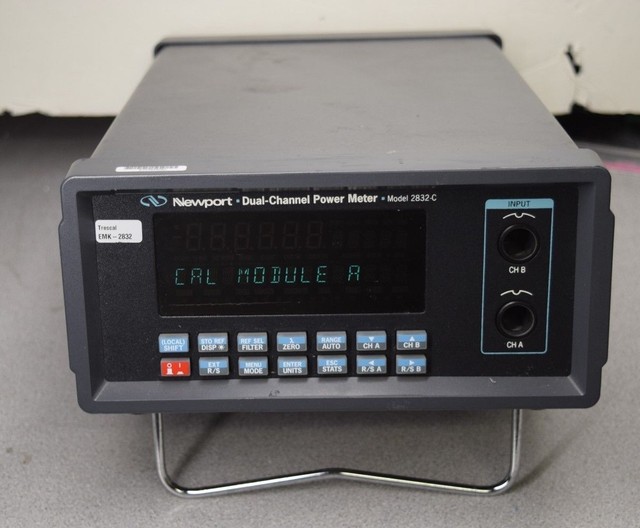 Newport • Dual-Channel Power Meter • Model 2832-C
Trescal
EMK-2832
CAL MODULE A
INPUT
CH B
CH A
(LOCAL) SHIFT
STO REF DISP ☀
REF SEL FILTER
ZERO
RANGE AUTO
▼ CH A
▲ CH B
O I
EXT R/S
MENU MODE
ENTER UNITS
ESC STATS
◀ R/S A
▶ R/S B